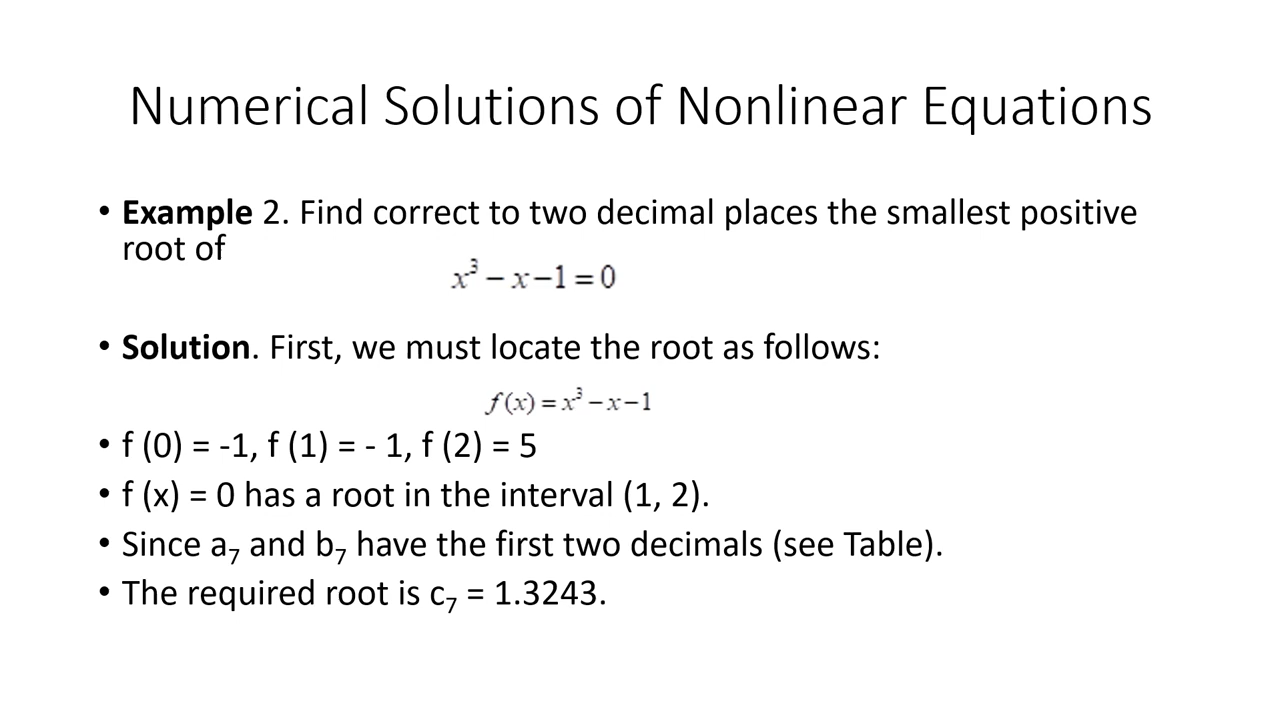 Numerical Solutions of Nonlinear Equations
• Example 2. Find correct to two decimal places the smallest positive
root of
x³ − x − 1 = 0
• Solution. First, we must locate the root as follows:
f(x) = x³ − x − 1
• f (0) = -1, f (1) = - 1, f (2) = 5
• f (x) = 0 has a root in the interval (1, 2).
• Since a₇ and b₇ have the first two decimals (see Table).
• The required root is c₇ = 1.3243.